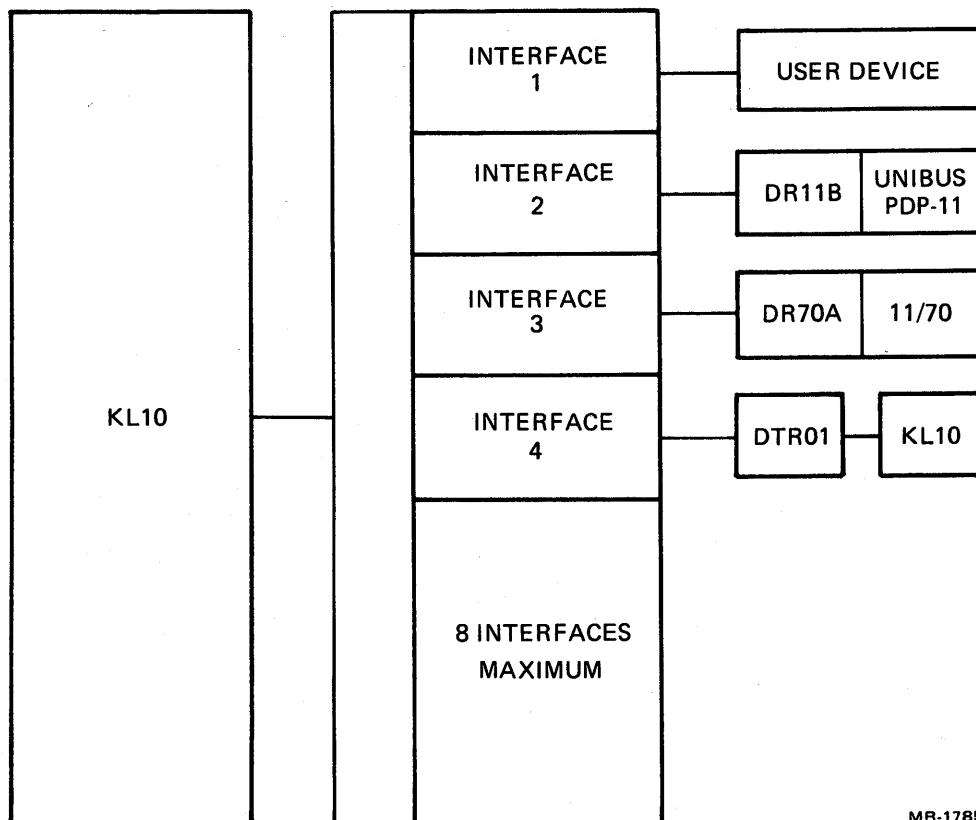 INTERFACE
1
USER DEVICE
INTERFACE
2
DR11B
UNIBUS
PDP-11
INTERFACE
3
DR70A
11/70
KL10
INTERFACE
4
DTR01
KL10
8 INTERFACES
MAXIMUM